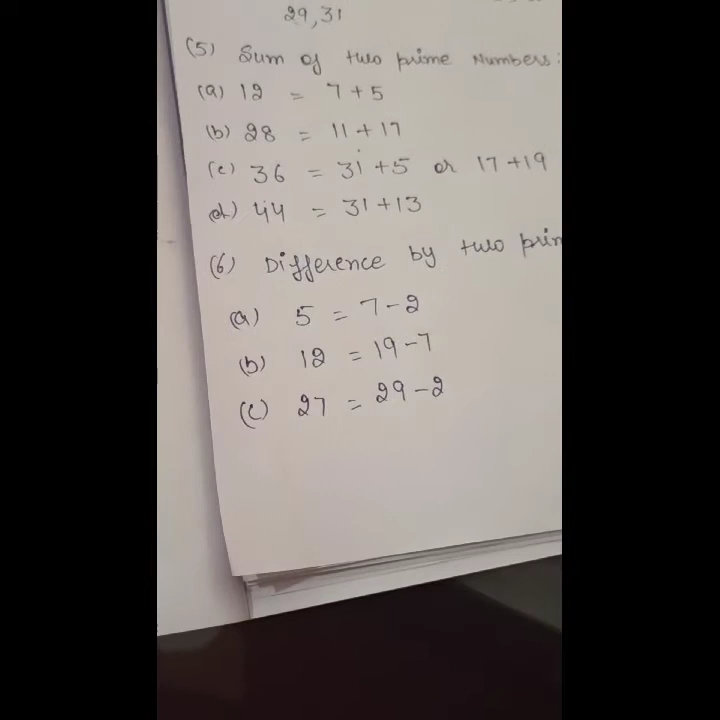 29,31
(5) Sum of two prime Numbers:
(a) 12 = 7+5
(b) 28 = 11+17
(c) 36 = 31+5 or 17+19
(d) 44 = 31+13
(6) Difference by two prim
(a) 5 = 7-2
(b) 12 = 19-7
(c) 27 = 29-2